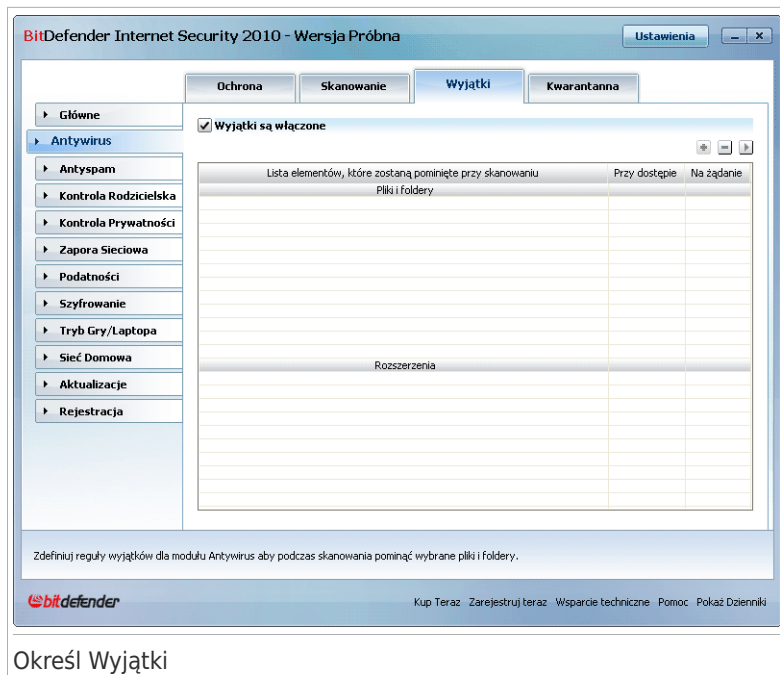 BitDefender Internet Security 2010 - Wersja Próbna
Ustawienia
Ochrona
Skanowanie
Wyjątki
Kwarantanna
Główne
Antywirus
Antyspam
Kontrola Rodzicielska
Kontrola Prywatności
Zapora Sieciowa
Podatności
Szyfrowanie
Tryb Gry/Laptopa
Sieć Domowa
Aktualizacje
Rejestracja
Wyjątki są włączone
Lista elementów, które zostaną pominięte przy skanowaniu
Przy dostępie
Na żądanie
Pliki i foldery
Rozszerzenia
Zdefiniuj reguły wyjątków dla modułu Antywirus aby podczas skanowania pominąć wybrane pliki i foldery.
bitdefender
Kup Teraz Zarejestruj teraz Wsparcie techniczne Pomoc Pokaż Dzienniki
Określ Wyjątki